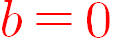 b = 0